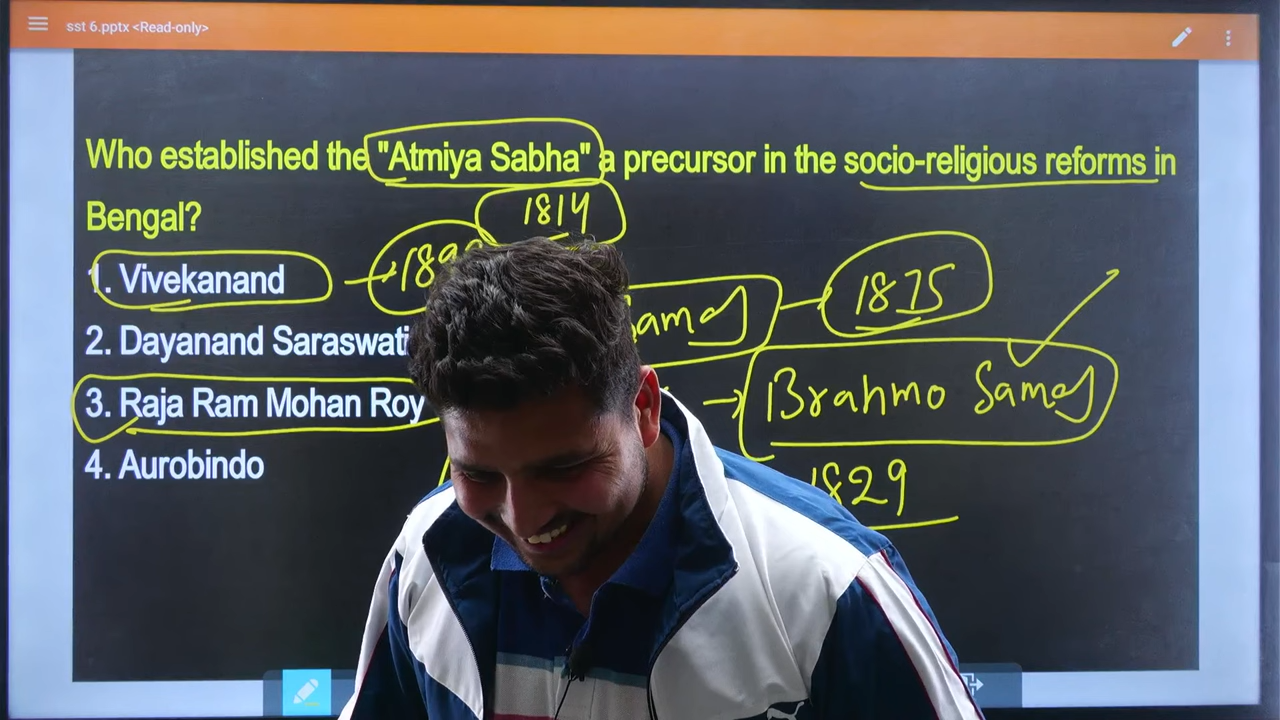 sst 6.pptx <Read-only>
Who established the "Atmiya Sabha" a precursor in the socio-religious reforms in
Bengal?
1814
1. Vivekanand
1875
2. Dayanand Saraswati
3. Raja Ram Mohan Roy
Brahmo Samaj
4. Aurobindo
1829